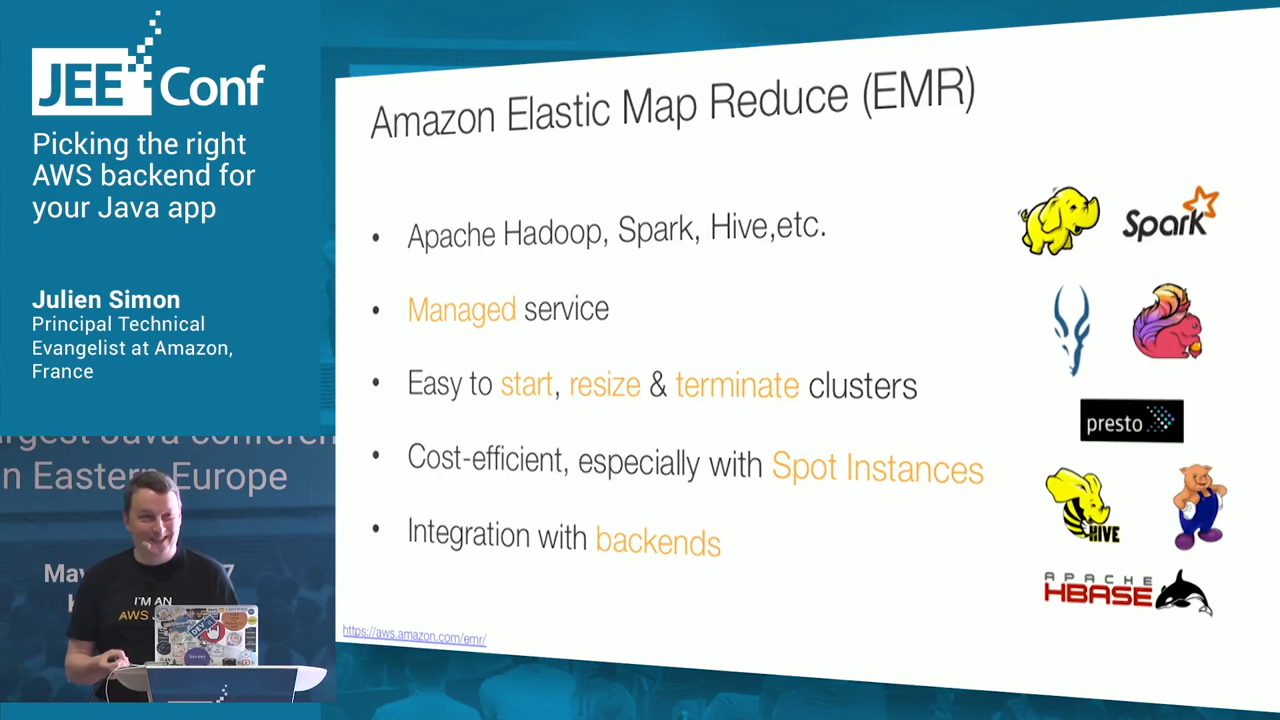 JEE Conf
Picking the right
AWS backend for
your Java app
Julien Simon
Principal Technical
Evangelist at Amazon,
France
Amazon Elastic Map Reduce (EMR)
• Apache Hadoop, Spark, Hive,etc.
• Managed service
• Easy to start, resize & terminate clusters
• Cost-efficient, especially with Spot Instances
• Integration with backends
https://aws.amazon.com/emr/
Spark
presto
HIVE
APACHE
HBASE
Java
Eastern Europe
I'M AN
AWS